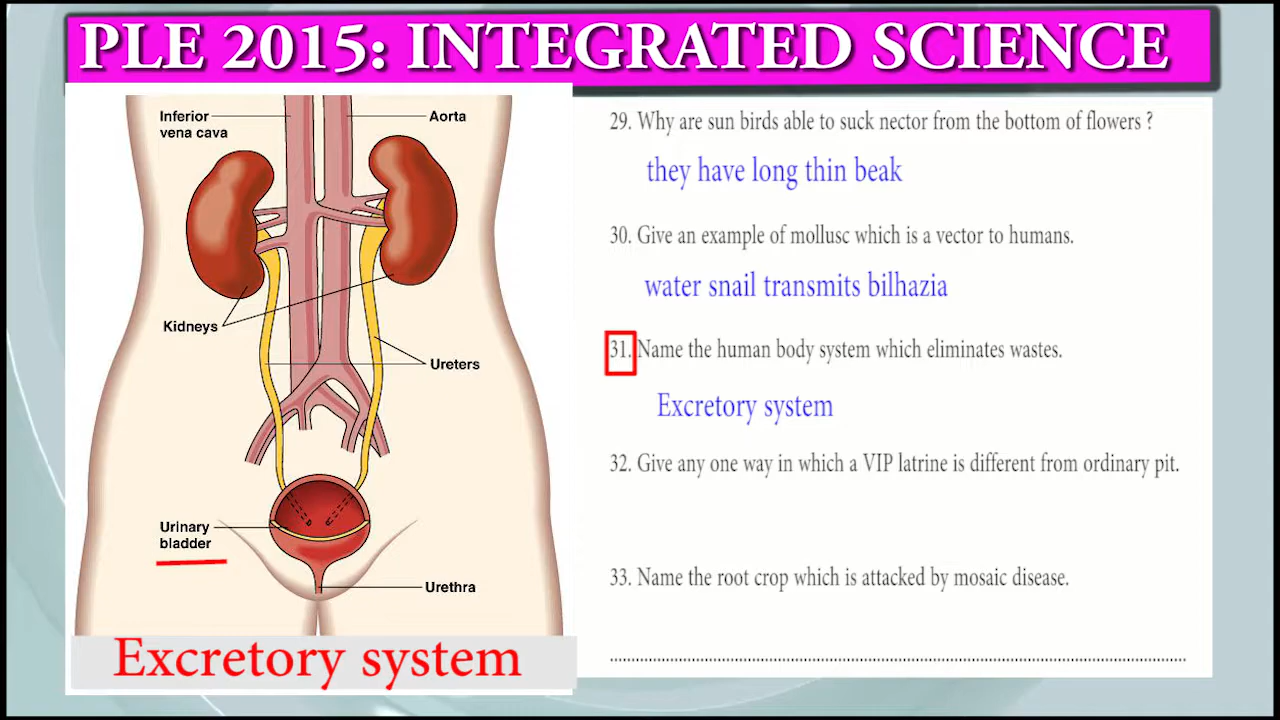 PLE 2015: INTEGRATED SCIENCE
Inferior
vena cava
Aorta
Kidneys
Ureters
Urinary
bladder
Urethra
Excretory system
29. Why are sun birds able to suck nector from the bottom of flowers ?
they have long thin beak
30. Give an example of mollusc which is a vector to humans.
water snail transmits bilhazia
31. Name the human body system which eliminates wastes.
Excretory system
32. Give any one way in which a VIP latrine is different from ordinary pit.
33. Name the root crop which is attacked by mosaic disease.